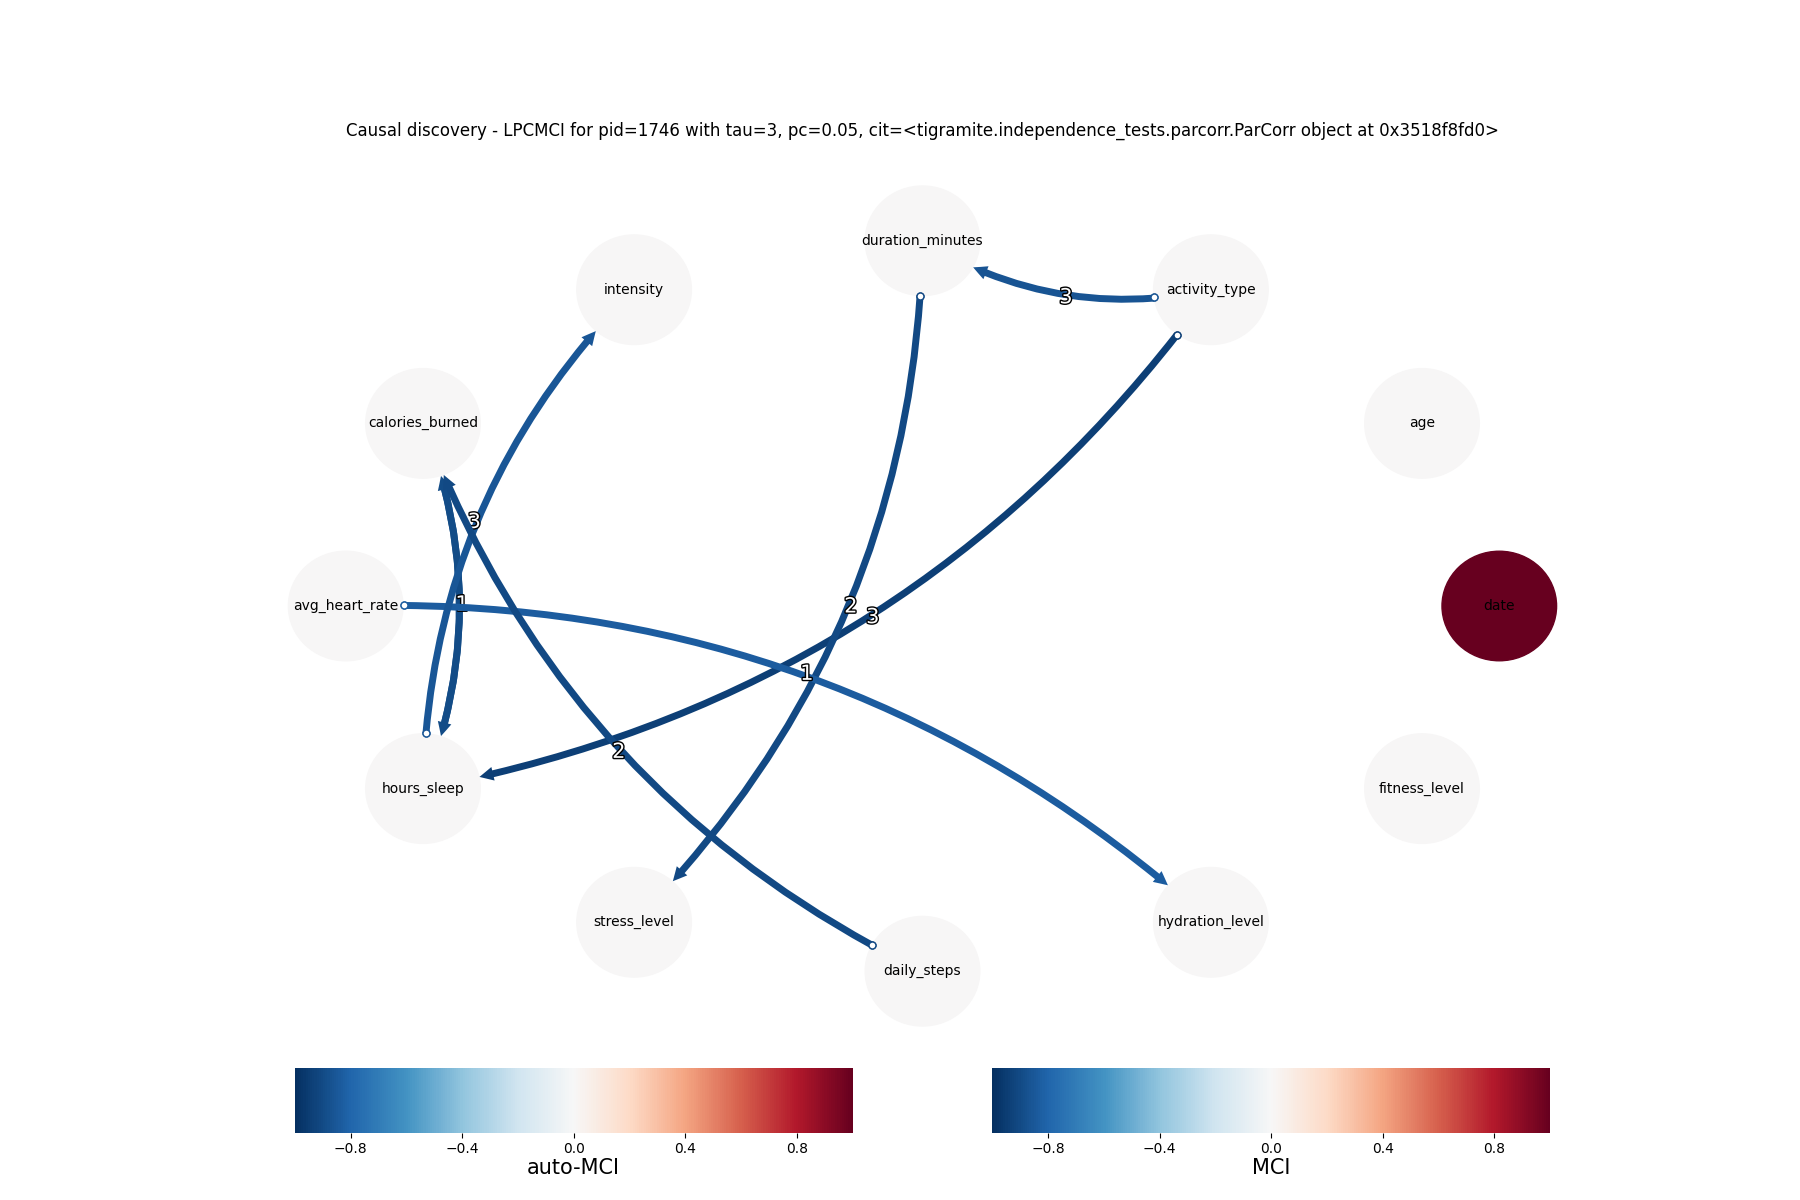 Causal discovery - LPCMCI for pid=1746 with tau=3, pc=0.05, cit=<tigramite.independence_tests.parcorr.ParCorr object at 0x3518f8fd0>
duration_minutes
intensity
3
activity_type
calories_burned
age
3
avg_heart_rate
1
2
3
date
1
2
hours_sleep
fitness_level
stress_level
hydration_level
daily_steps
−0.8 −0.4 0.0 0.4 0.8
auto-MCI
−0.8 −0.4 0.0 0.4 0.8
MCI